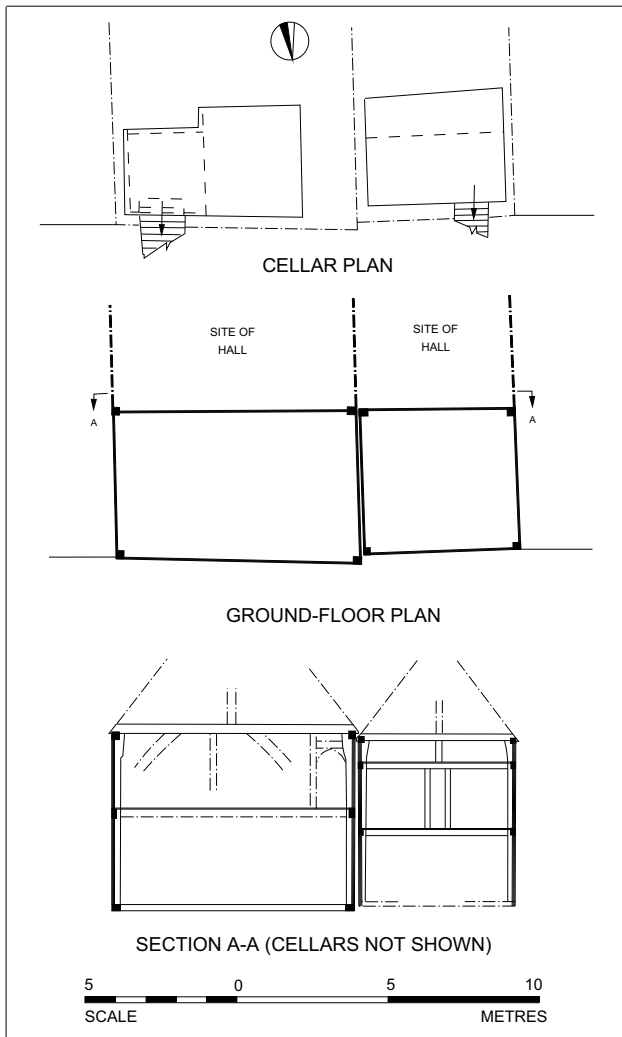 CELLAR PLAN
SITE OF
HALL
SITE OF
HALL
A
A
GROUND-FLOOR PLAN
SECTION A-A (CELLARS NOT SHOWN)
5 0 5 10
SCALE METRES